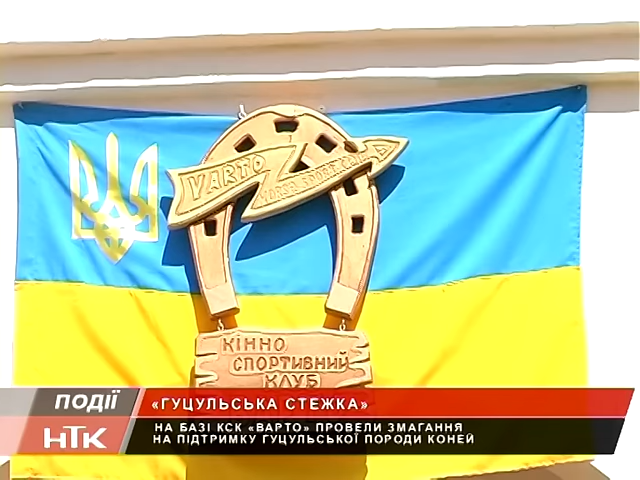 VARTO
HORSE SPORT CLUB
КІННО
СПОРТИВНИЙ
КЛУБ
ПОДІЇ
«ГУЦУЛЬСЬКА СТЕЖКА»
НТК
НА БАЗІ КСК «ВАРТО» ПРОВЕЛИ ЗМАГАННЯ
НА ПІДТРИМКУ ГУЦУЛЬСЬКОЇ ПОРОДИ КОНЕЙ